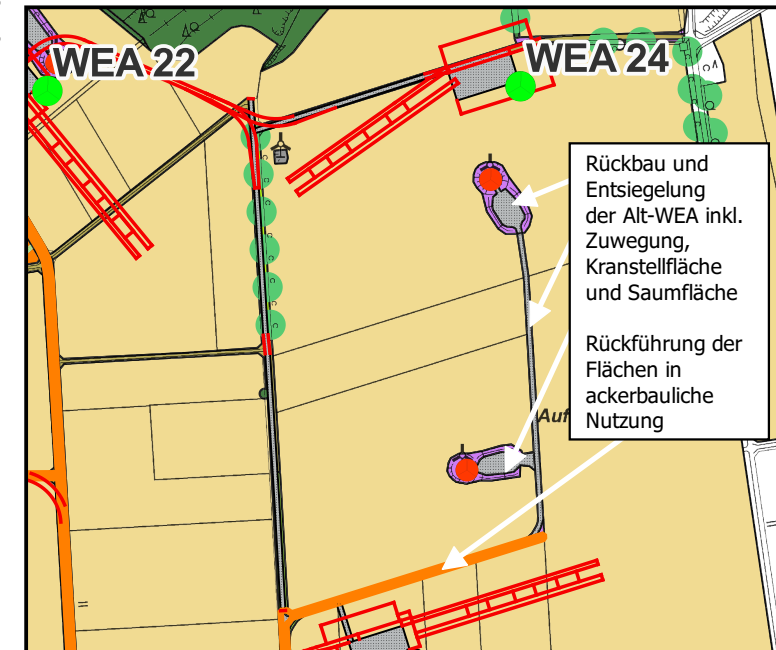 WEA 22
WEA 24
Rückbau und
Entsiegelung
der Alt-WEA inkl.
Zuwegung,
Kranstellfläche
und Saumfläche
Rückführung der
Flächen in
ackerbauliche
Nutzung
Auf